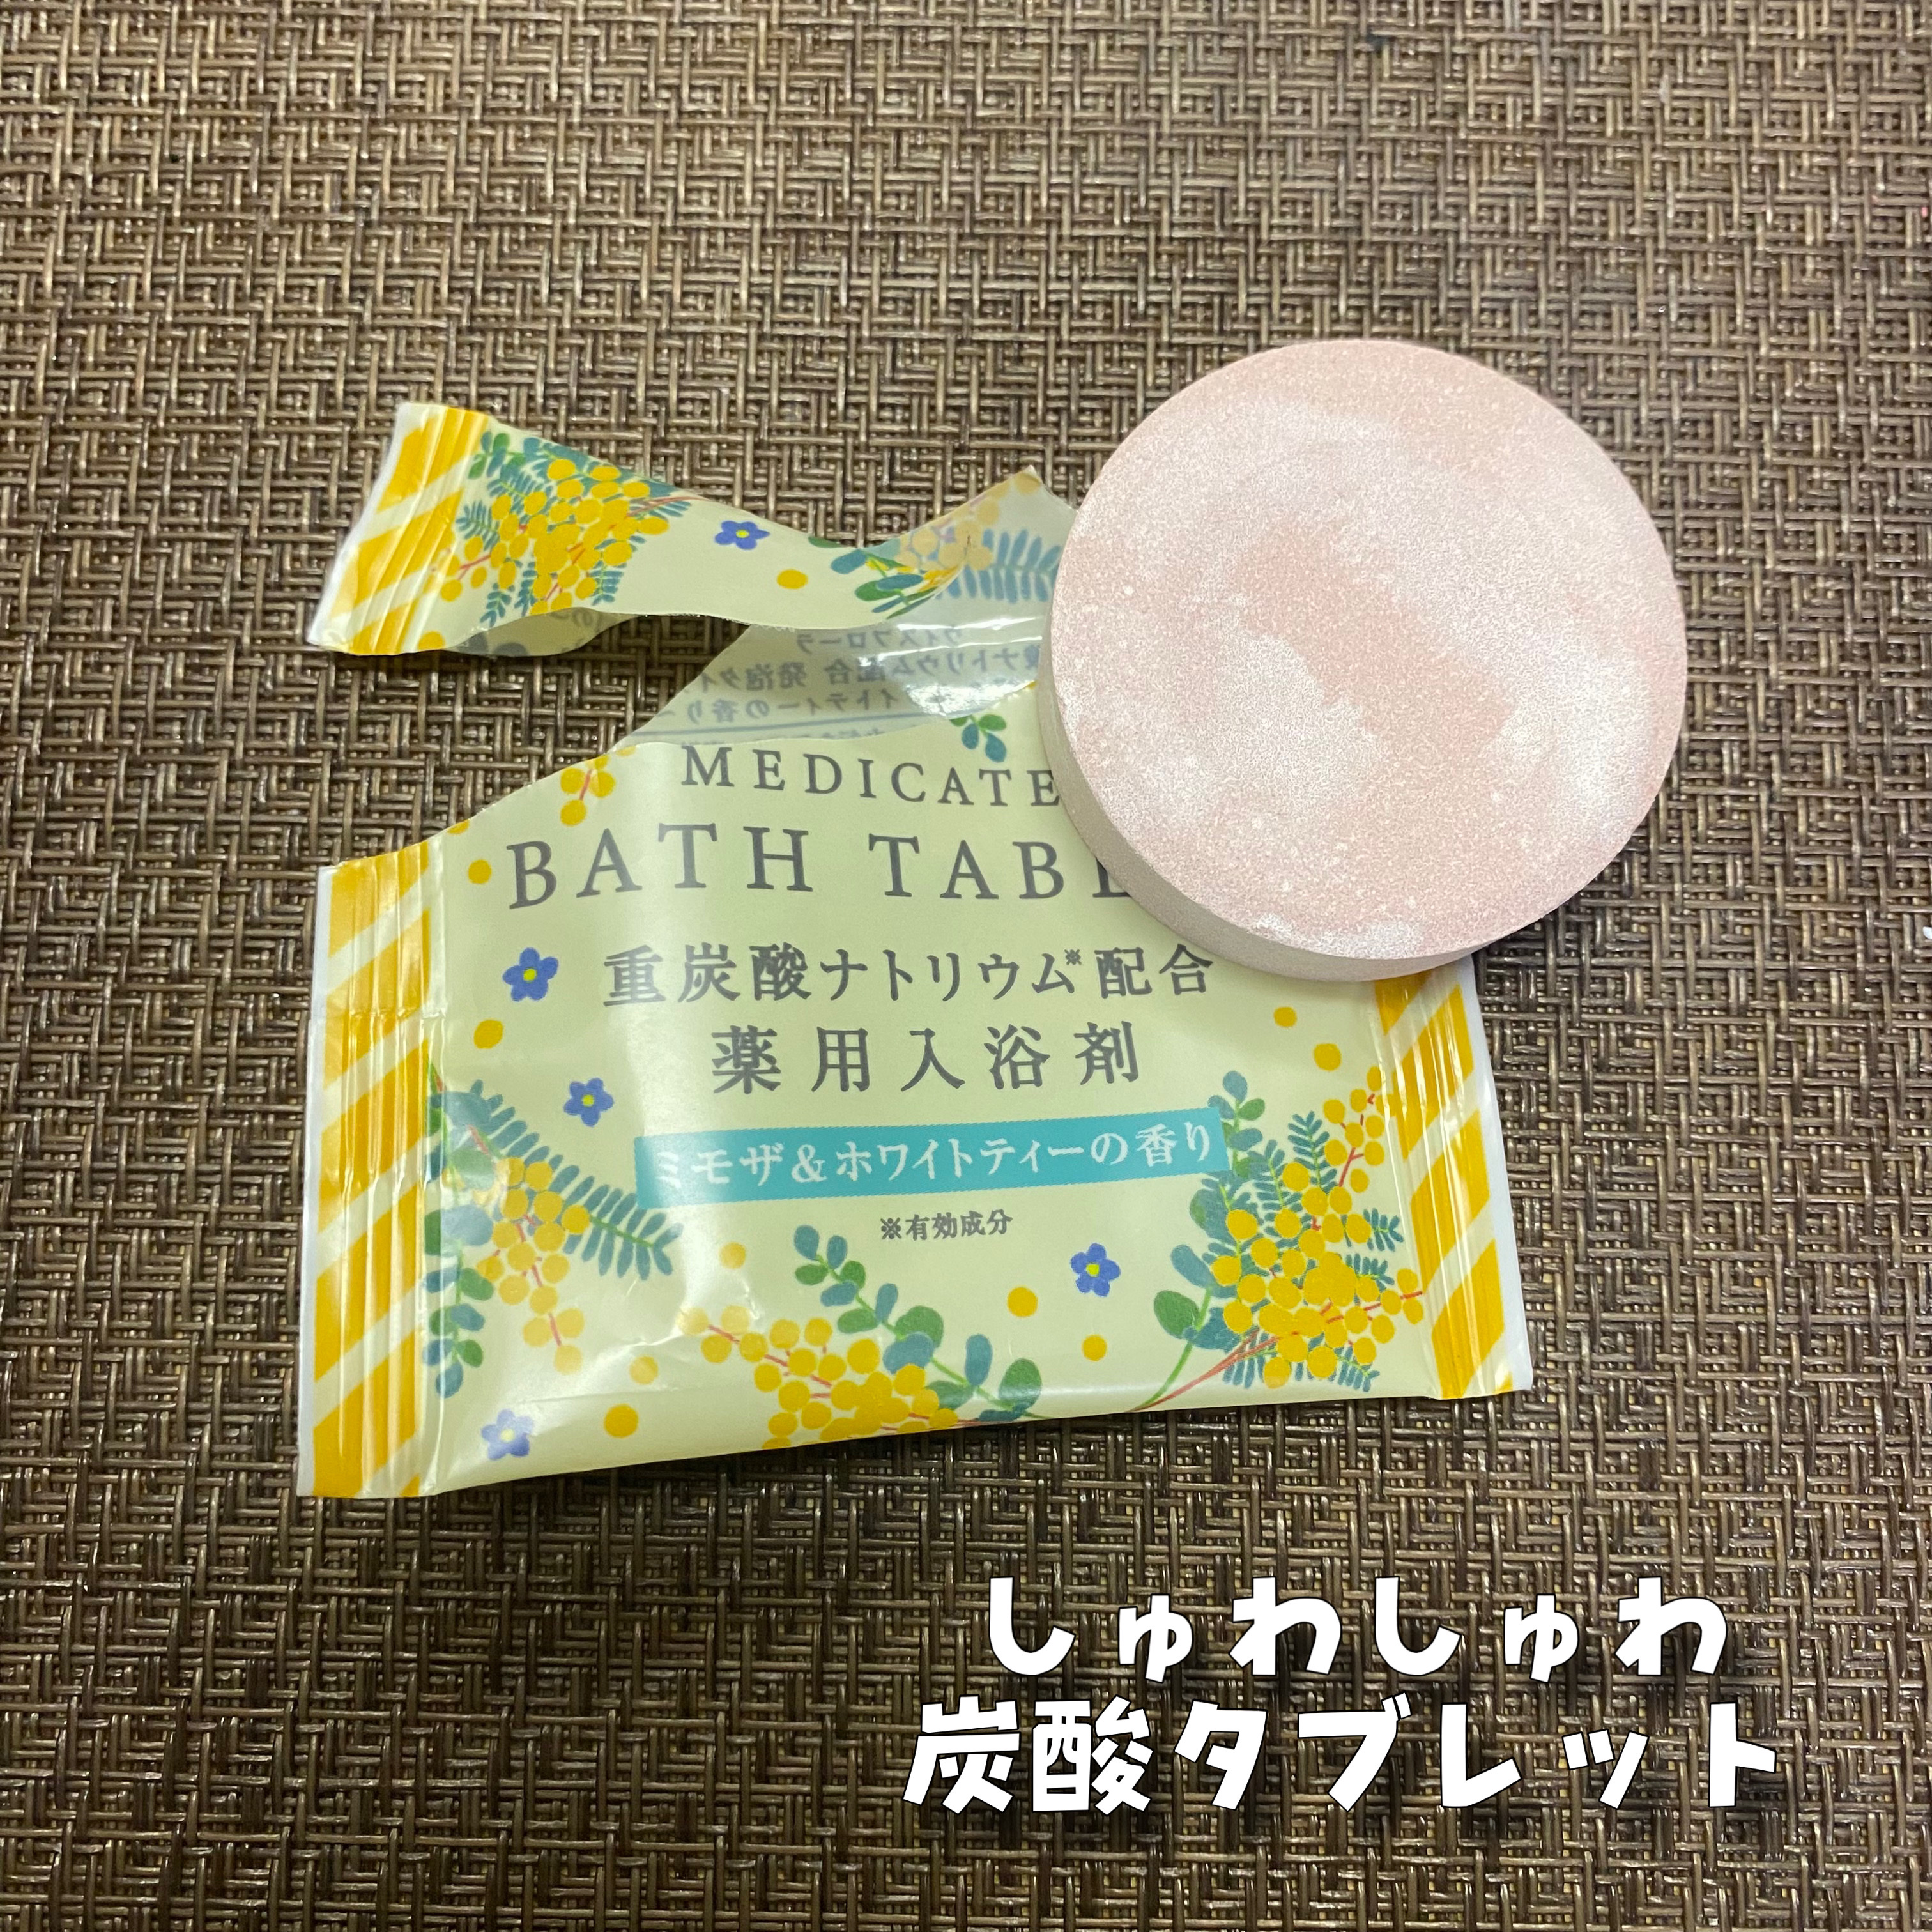 MEDICATE
BATH TABL
重炭酸ナトリウム※配合
薬用入浴剤
ミモザ&ホワイトティーの香り
※有効成分
しゅわしゅわ
炭酸タブレット